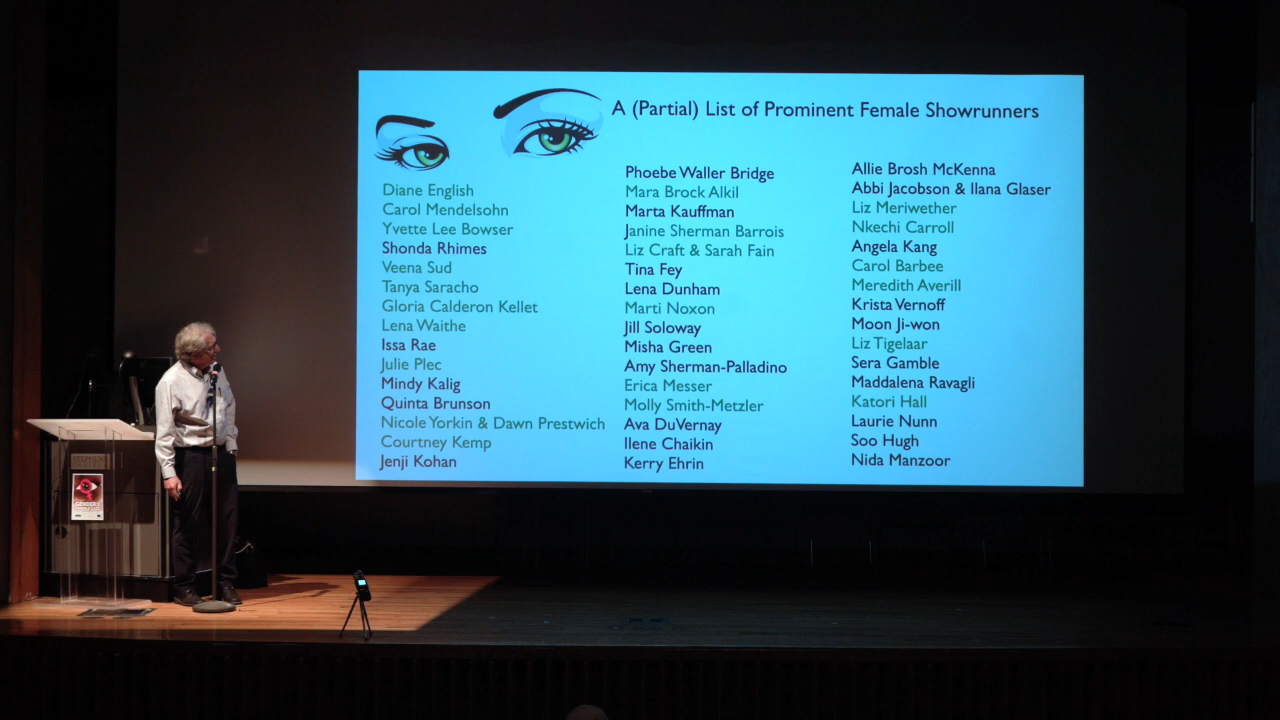 A (Partial) List of Prominent Female Showrunners
Diane English
Carol Mendelsohn
Yvette Lee Bowser
Shonda Rhimes
Veena Sud
Tanya Saracho
Gloria Calderon Kellet
Lena Waithe
Issa Rae
Julie Plec
Mindy Kalig
Quinta Brunson
Nicole Yorkin & Dawn Prestwich
Courtney Kemp
Jenji Kohan
Phoebe Waller Bridge
Mara Brock Alkil
Marta Kauffman
Janine Sherman Barrois
Liz Craft & Sarah Fain
Tina Fey
Lena Dunham
Marti Noxon
Jill Soloway
Misha Green
Amy Sherman-Palladino
Erica Messer
Molly Smith-Metzler
Ava DuVernay
Ilene Chaikin
Kerry Ehrin
Allie Brosh McKenna
Abbi Jacobson & Ilana Glaser
Liz Meriwether
Nkechi Carroll
Angela Kang
Carol Barbee
Meredith Averill
Krista Vernoff
Moon Ji-won
Liz Tigelaar
Sera Gamble
Maddalena Ravagli
Katori Hall
Laurie Nunn
Soo Hugh
Nida Manzoor